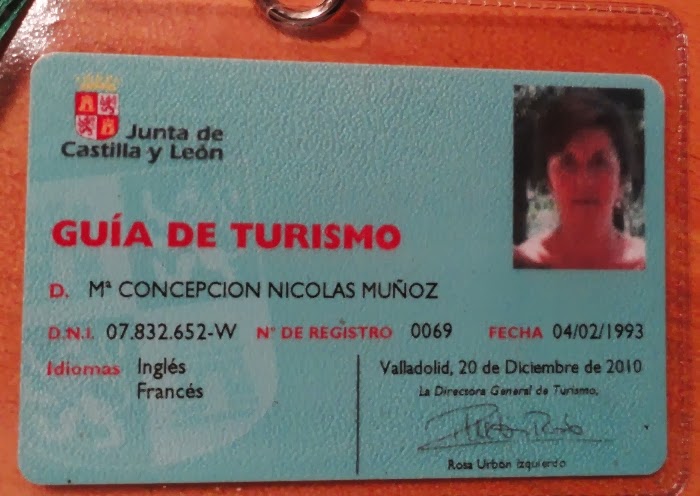 Junta de
Castilla y León
GUÍA DE TURISMO
D. Mª CONCEPCION NICOLAS MUÑOZ
D.N.I. 07.832.652-W Nº DE REGISTRO 0069 FECHA 04/02/1993
Idiomas Inglés
Francés
Valladolid, 20 de Diciembre de 2010
La Directora General de Turismo,
Rosa Urbón Izquierdo